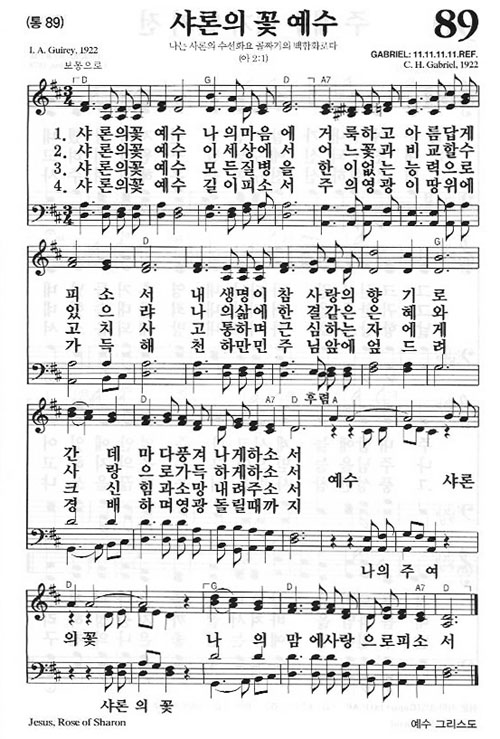 (통 89)
샤론의 꽃 예수
89
I. A. Guirey, 1922
나는 사론의 수선화요 골짜기의 백합화로다
(아 2:1)
GABRIEL: 11.11.11.11.REF.
C. H. Gabriel, 1922
보통으로
D G D A7
1. 샤 론의꽃 예수 나 의마음 에 거 룩하고 아 름답게
2. 샤 론의꽃 예수 이 세상에 서 어 느꽃과 비 교할수
3. 샤 론의꽃 예수 모 든질병 을 한 이없는 능 력으로
4. 샤 론의꽃 예수 길 이피소 서 주 의영광 이 땅위에
D G
피 소 서 내 생명이 참 사랑의 향 기 로
있 으 랴 나 의삶에 한 결같은 은 혜 와
고 치 사 고 통하며 근 심하는 자 에 게
가 득 해 천 하만민 주 님앞에 엎 드 려
D A7 D 후렴 A
간 데 마 다풍겨 나 게하 소 서
사 랑 으 로가득 하 게하 소 서
크 신 힘 과소망 내 려주 소 서
경 배 하 며영광 돌 릴때 까 지
예수 샤론
나의 주 여
D G D A7 D
의꽃 나 의 맘 에사랑 으로피소 서
샤론 의 꽃
Jesus, Rose of Sharon
예수 그리스도